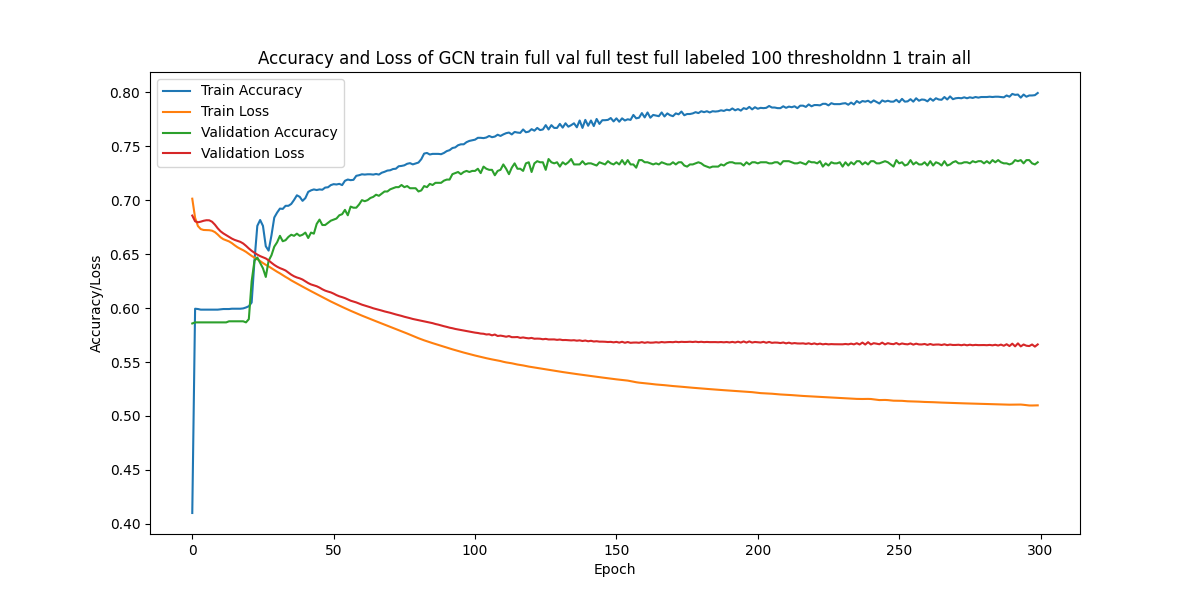 Accuracy and Loss of GCN train full val full test full labeled 100 thresholdnn 1 train all
Train Accuracy
Train Loss
Validation Accuracy
Validation Loss
Accuracy/Loss
0.80
0.75
0.70
0.65
0.60
0.55
0.50
0.45
0.40
0 50 100 150 200 250 300
Epoch